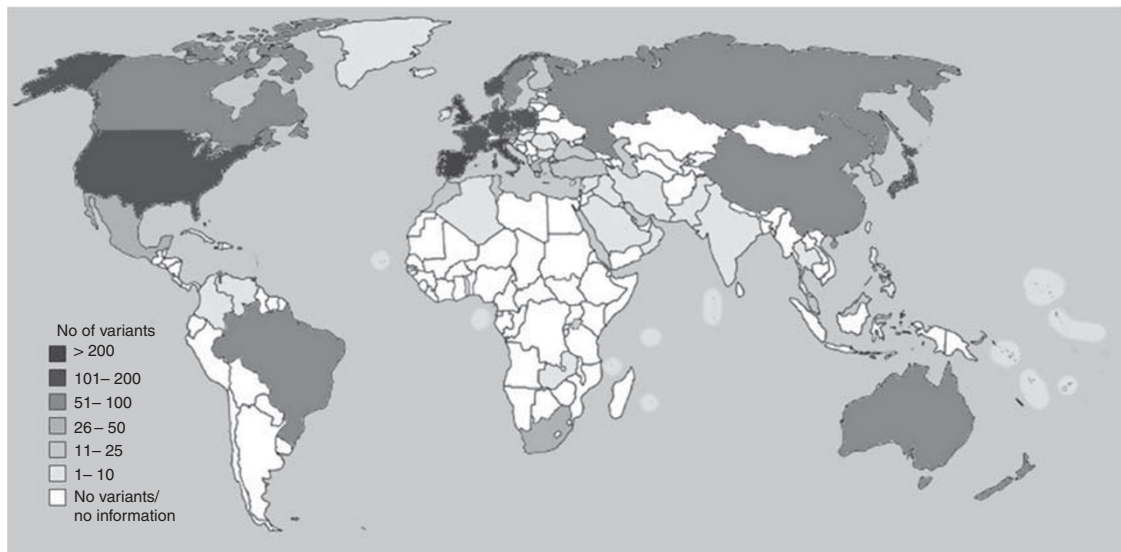 No of variants
> 200
101– 200
51– 100
26– 50
11– 25
1– 10
No variants/
no information